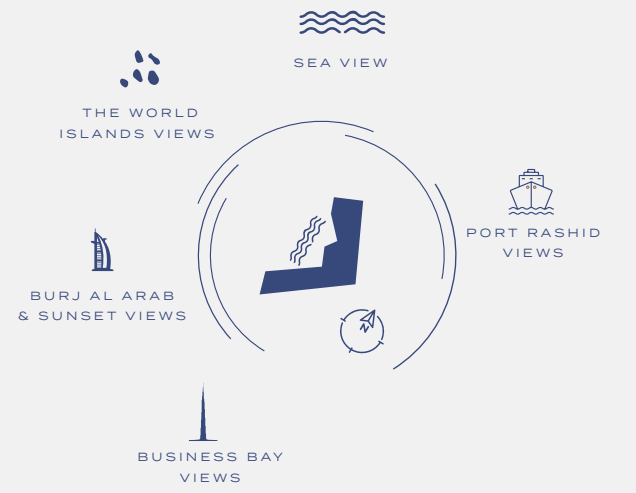 SEA VIEW
THE WORLD
ISLANDS VIEWS
PORT RASHID
VIEWS
BURJ AL ARAB
& SUNSET VIEWS
N
BUSINESS BAY
VIEWS